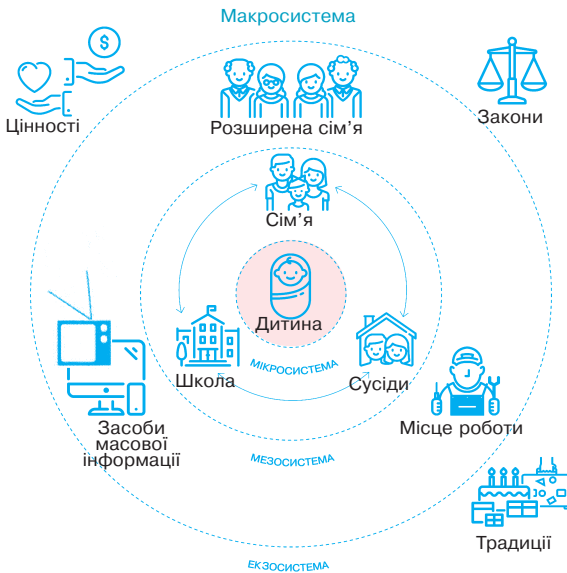 Макросистема
$
Цінності
Розширена сім’я
Закони
Сім’я
Дитина
Школа
МІКРОСИСТЕМА
Сусіди
Засоби
масової
інформації
Місце роботи
МЕЗОСИСТЕМА
Традиції
ЕКЗОСИСТЕМА